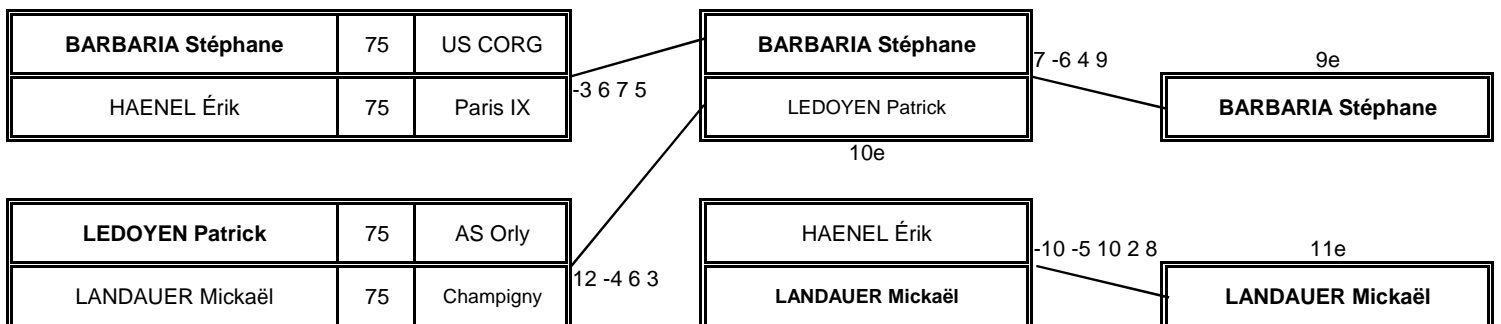 BARBARIA Stéphane 75 US CORG
HAENEL Érik 75 Paris IX
-3 6 7 5
LEDOYEN Patrick 75 AS Orly
LANDAUER Mickaël 75 Champigny
12 -4 6 3
BARBARIA Stéphane
LEDOYEN Patrick
10e
7 -6 4 9
9e
BARBARIA Stéphane
HAENEL Érik
LANDAUER Mickaël
-10 -5 10 2 8
11e
LANDAUER Mickaël